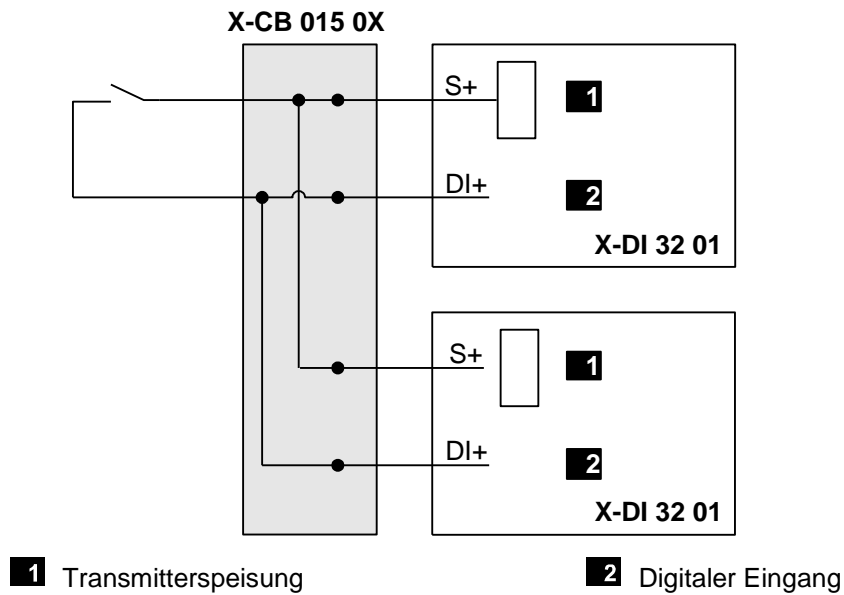 X-CB 015 0X
S+ 1
DI+ 2
X-DI 32 01
S+ 1
DI+ 2
X-DI 32 01
1 Transmitterspeisung 2 Digitaler Eingang